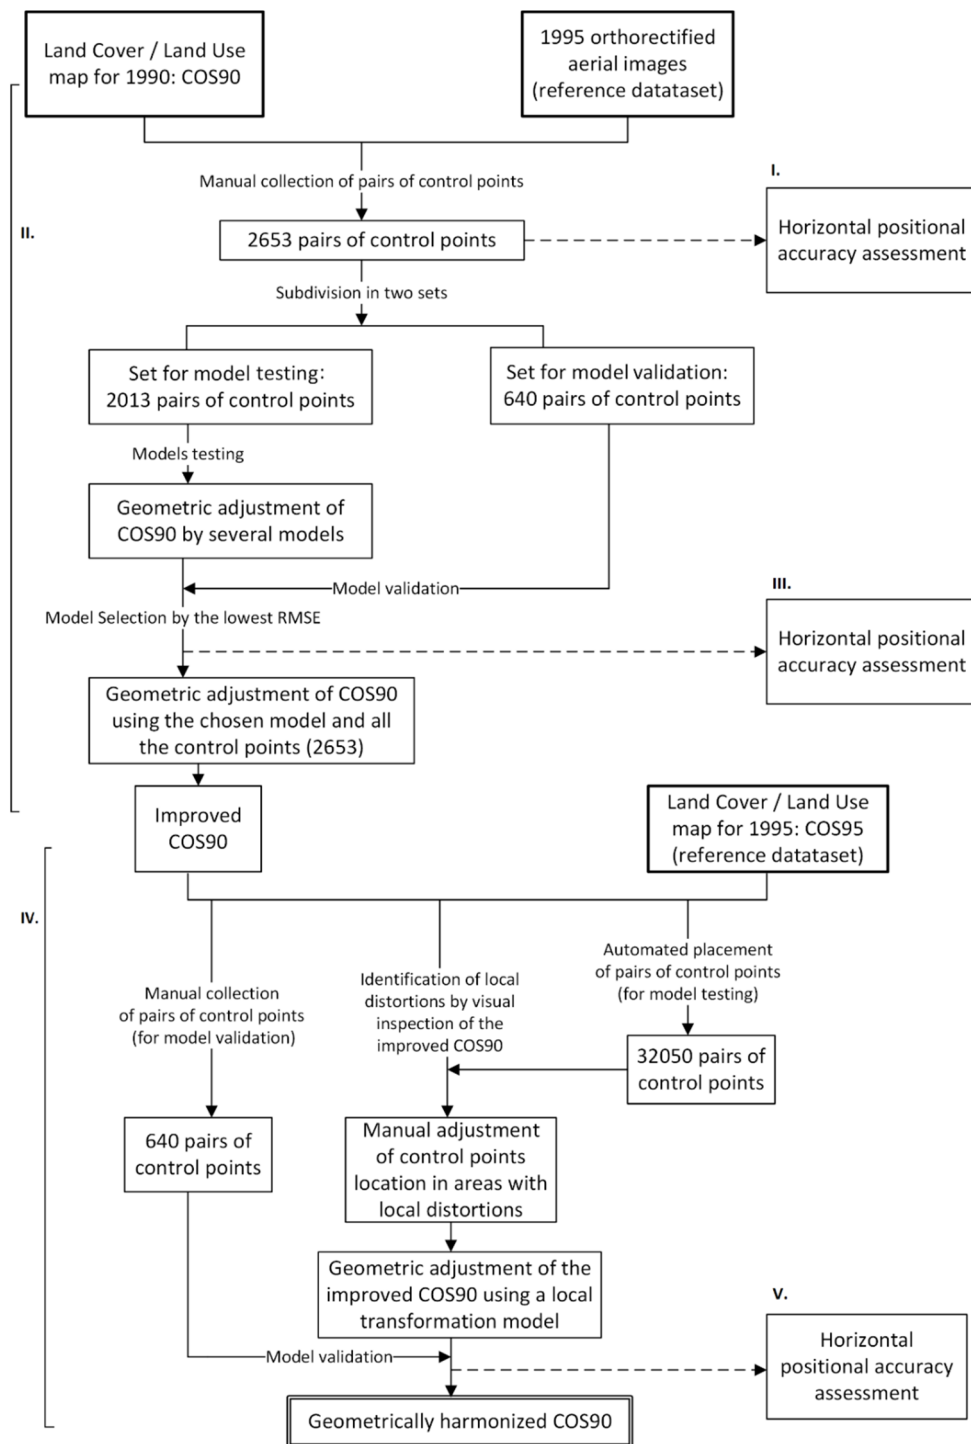 Land Cover / Land Use
map for 1990: COS90
1995 orthorectified
aerial images
(reference datataset)
Manual collection of pairs of control points
I.
II.
2653 pairs of control points
Horizontal positional
accuracy assessment
Subdivision in two sets
Set for model testing:
2013 pairs of control points
Set for model validation:
640 pairs of control points
Models testing
Geometric adjustment of
COS90 by several models
Model validation
III.
Model Selection by the lowest RMSE
Horizontal positional
accuracy assessment
Geometric adjustment of COS90
using the chosen model and all
the control points (2653)
Improved
COS90
Land Cover / Land Use
map for 1995: COS95
(reference datataset)
IV.
Manual collection
of pairs of control points
(for model validation)
Identification of local
distortions by visual
inspection of the
improved COS90
Automated placement
of pairs of control points
(for model testing)
32050 pairs of
control points
640 pairs of
control points
Manual adjustment
of control points
location in areas with
local distortions
Geometric adjustment of the
improved COS90 using a local
transformation model
V.
Model validation
Horizontal
positional accuracy
assessment
Geometrically harmonized COS90